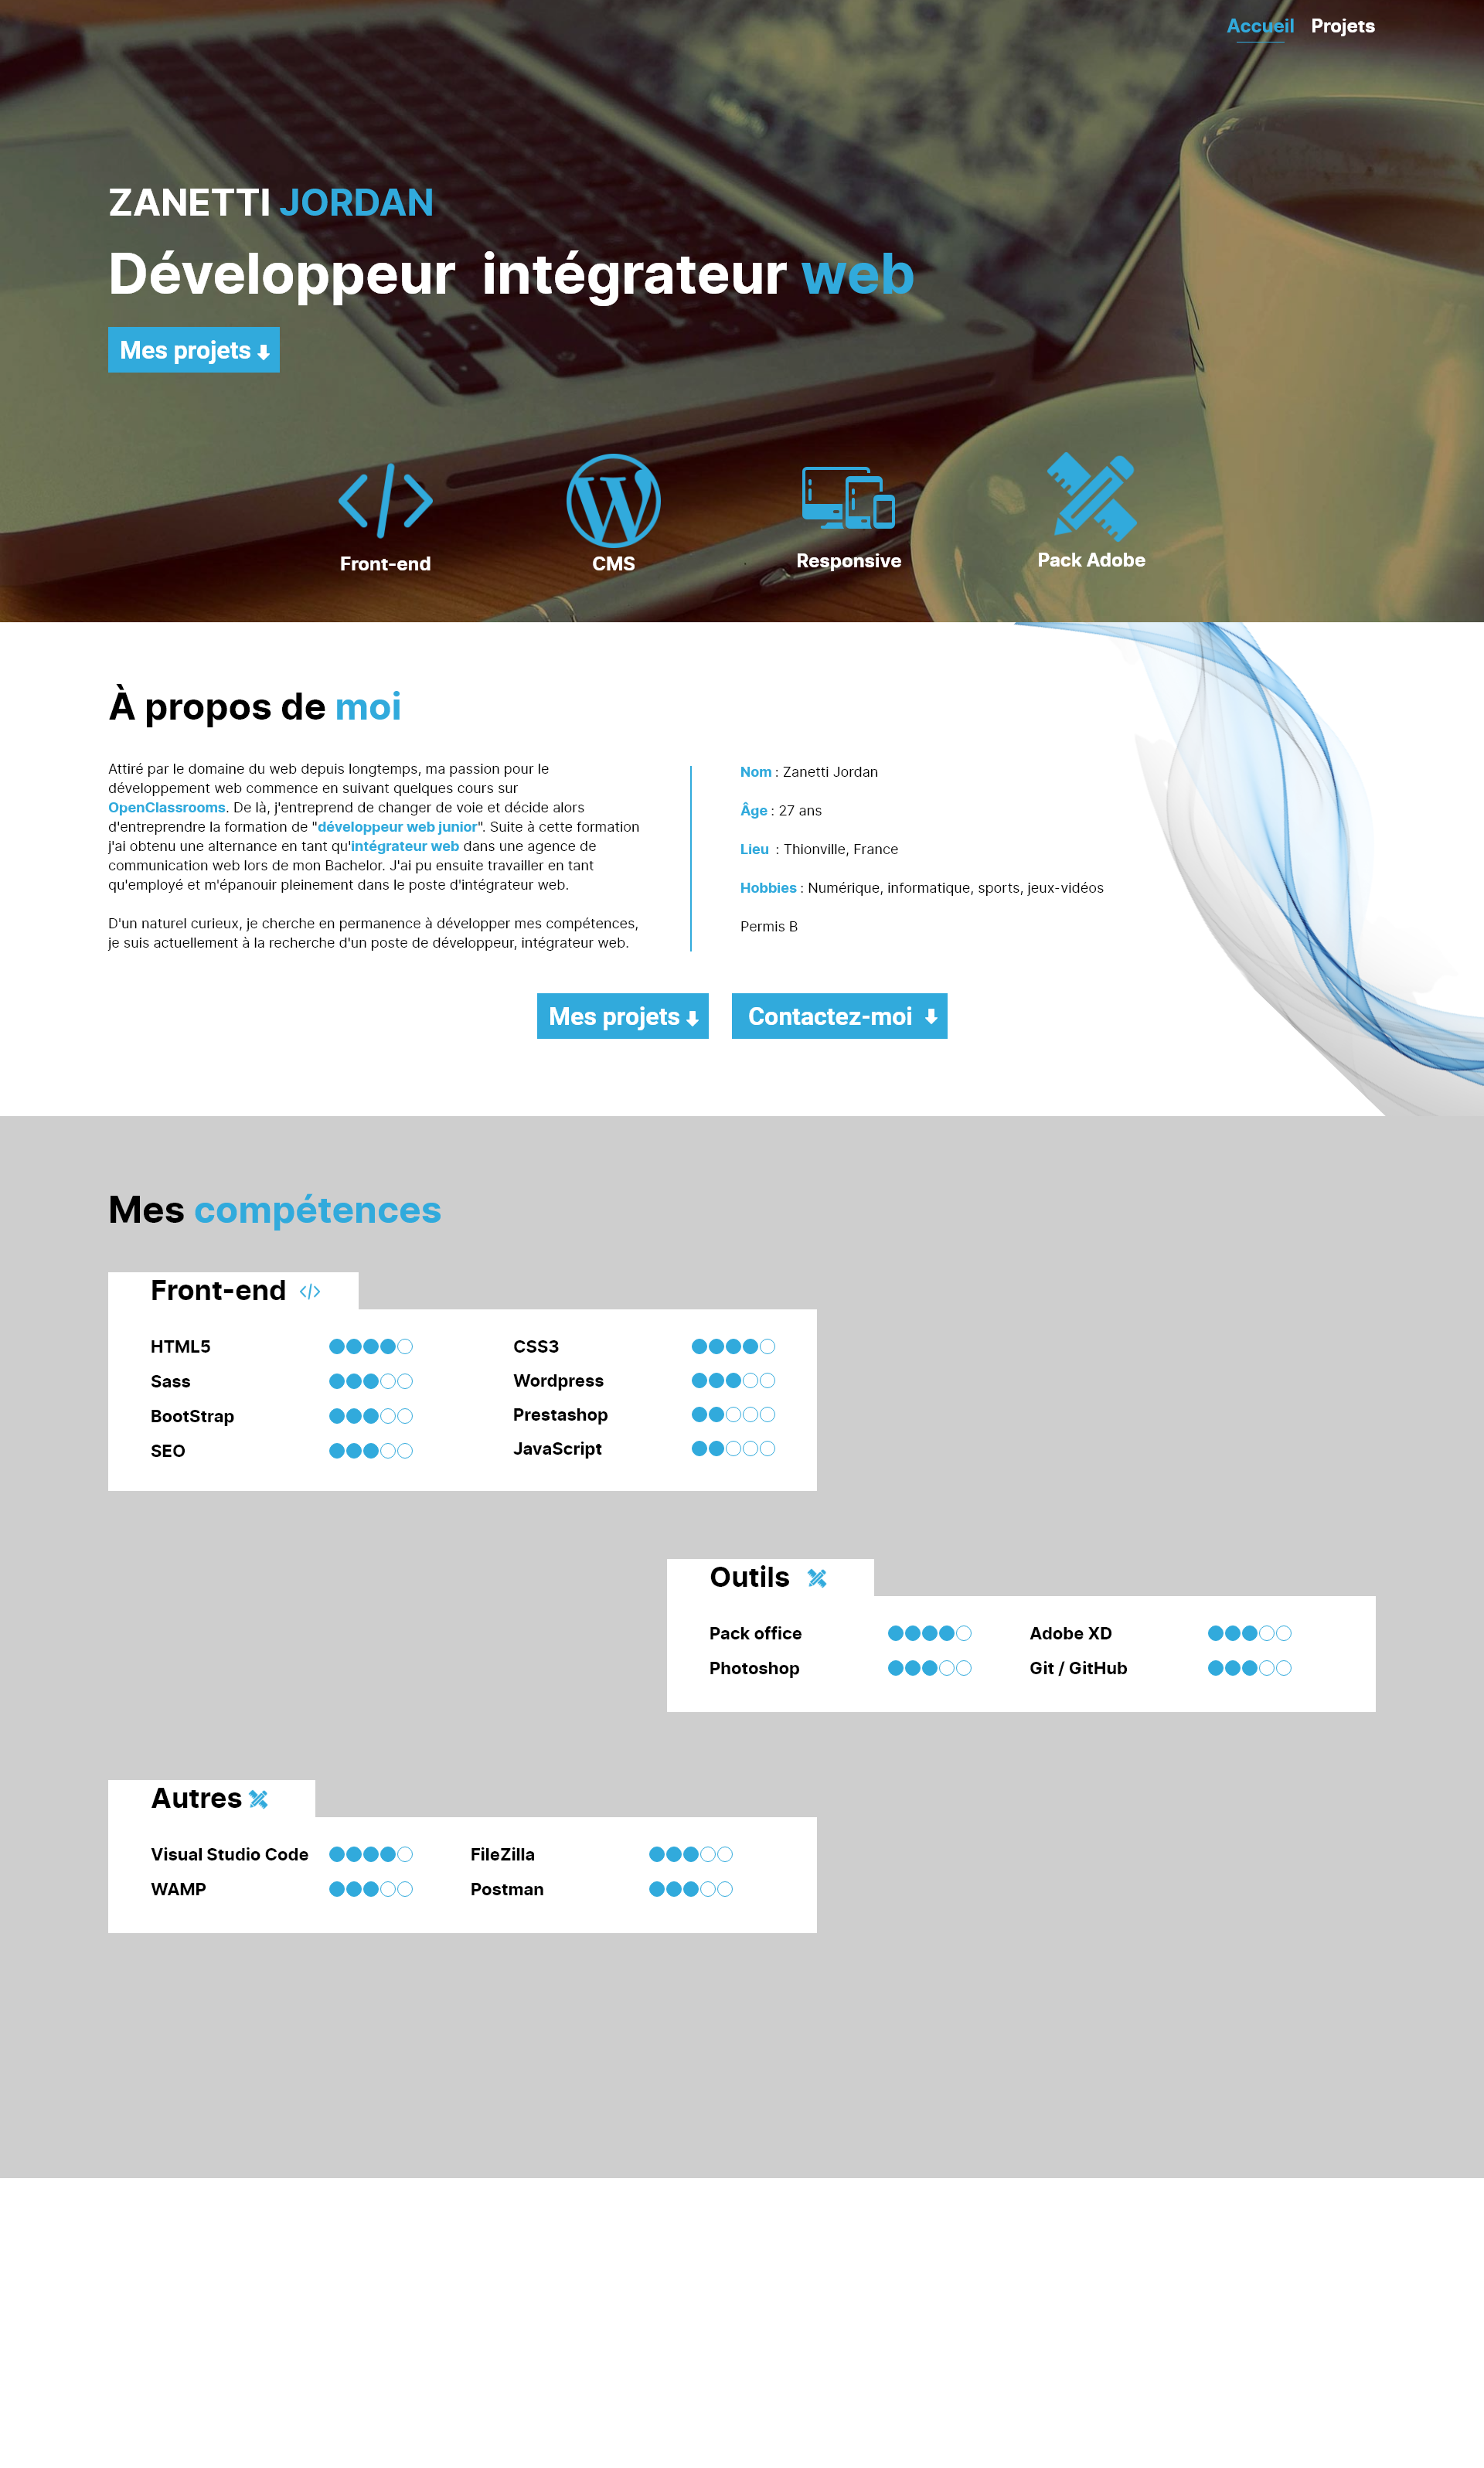 Accueil Projets
ZANETTI JORDAN
Développeur intégrateur web
Mes projets
Front-end CMS Responsive Pack Adobe
À propos de moi
Attiré par le domaine du web depuis longtemps, ma passion pour le
développement web commence en suivant quelques cours sur
OpenClassrooms. De là, j'entreprend de changer de voie et décide alors
d'entreprendre la formation de "développeur web junior". Suite à cette formation
j'ai obtenu une alternance en tant qu'intégrateur web dans une agence de
communication web lors de mon Bachelor. J'ai pu ensuite travailler en tant
qu'employé et m'épanouir pleinement dans le poste d'intégrateur web.
D'un naturel curieux, je cherche en permanence à développer mes compétences,
je suis actuellement à la recherche d'un poste de développeur, intégrateur web.
Nom : Zanetti Jordan
Âge : 27 ans
Lieu : Thionville, France
Hobbies : Numérique, informatique, sports, jeux-vidéos
Permis B
Mes projets
Contactez-moi
Mes compétences
Front-end
HTML5
Sass
BootStrap
SEO
CSS3
Wordpress
Prestashop
JavaScript
Outils
Pack office
Photoshop
Adobe XD
Git / GitHub
Autres
Visual Studio Code
WAMP
FileZilla
Postman